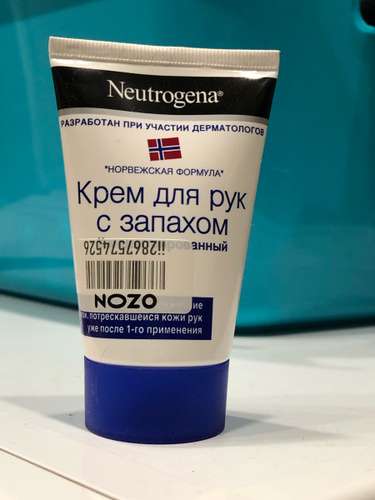 Neutrogena®
РАЗРАБОТАН ПРИ УЧАСТИИ ДЕРМАТОЛОГОВ
"НОРВЕЖСКАЯ ФОРМУЛА"
Крем для рук
с запахом
ii2867574526
NOZO
потрескавшейся кожи рук
уже после 1-го применения